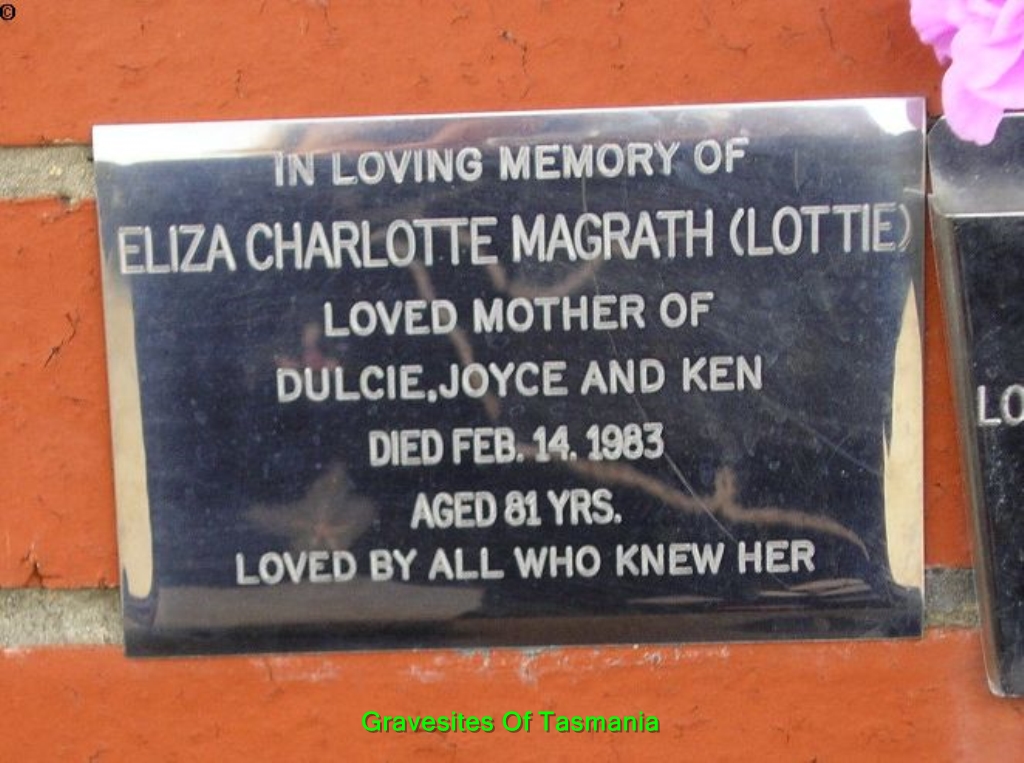 ©
IN LOVING MEMORY OF
ELIZA CHARLOTTE MAGRATH (LOTTIE)
LOVED MOTHER OF
DULCIE,JOYCE AND KEN
DIED FEB. 14. 1983
AGED 81 YRS.
LOVED BY ALL WHO KNEW HER
LO
Gravesites Of Tasmania